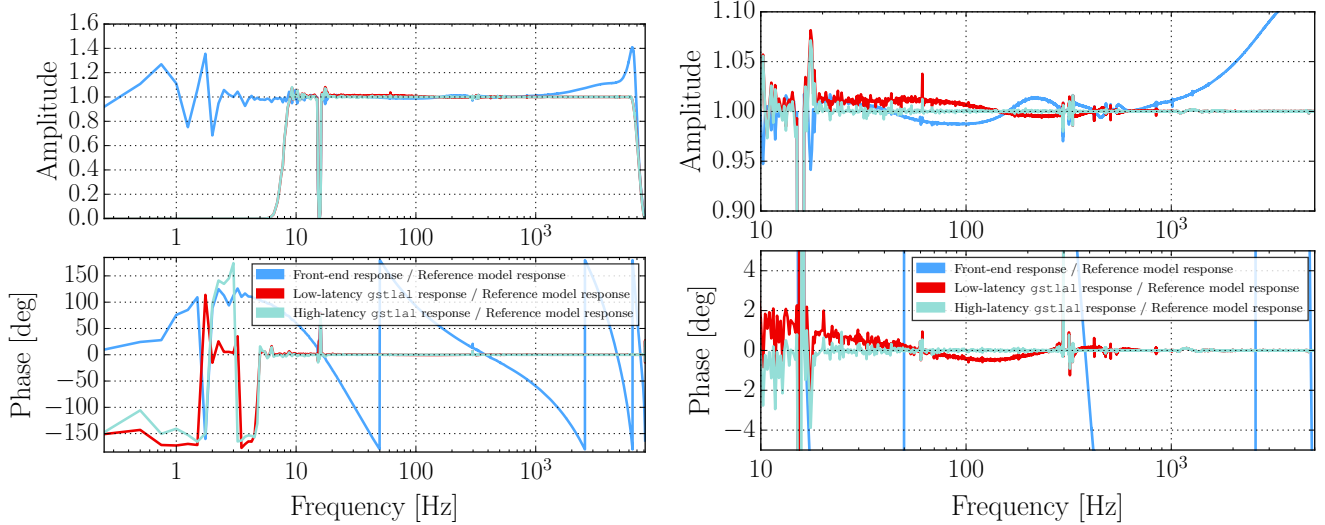 1.6
1.4
1.2
1.0
0.8
0.6
0.4
0.2
0.0
Amplitude
1 10 100 10³
150
100
50
0
−50
−100
−150
Phase [deg]
Front-end response / Reference model response
Low-latency gstlal response / Reference model response
High-latency gstlal response / Reference model response
1 10 100 10³
Frequency [Hz]
1.10
1.05
1.00
0.95
0.90
Amplitude
10 100 10³
4
2
0
−2
−4
Phase [deg]
Front-end response / Reference model response
Low-latency gstlal response / Reference model response
High-latency gstlal response / Reference model response
10 100 10³
Frequency [Hz]